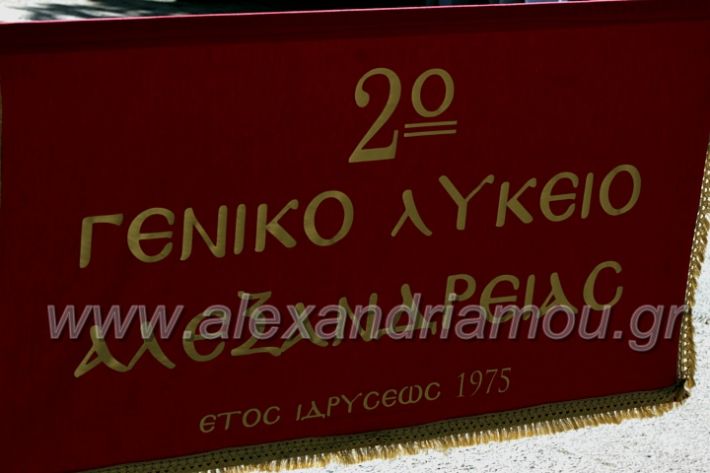 2ο
ΓΕΝΙΚΟ ΛΥΚΕΙΟ
ΑΛΕΞΑΝΔΡΕΙΑΣ
www.alexandriamou.gr
ΕΤΟΣ ΙΔΡΥΣΕΩΣ 1975